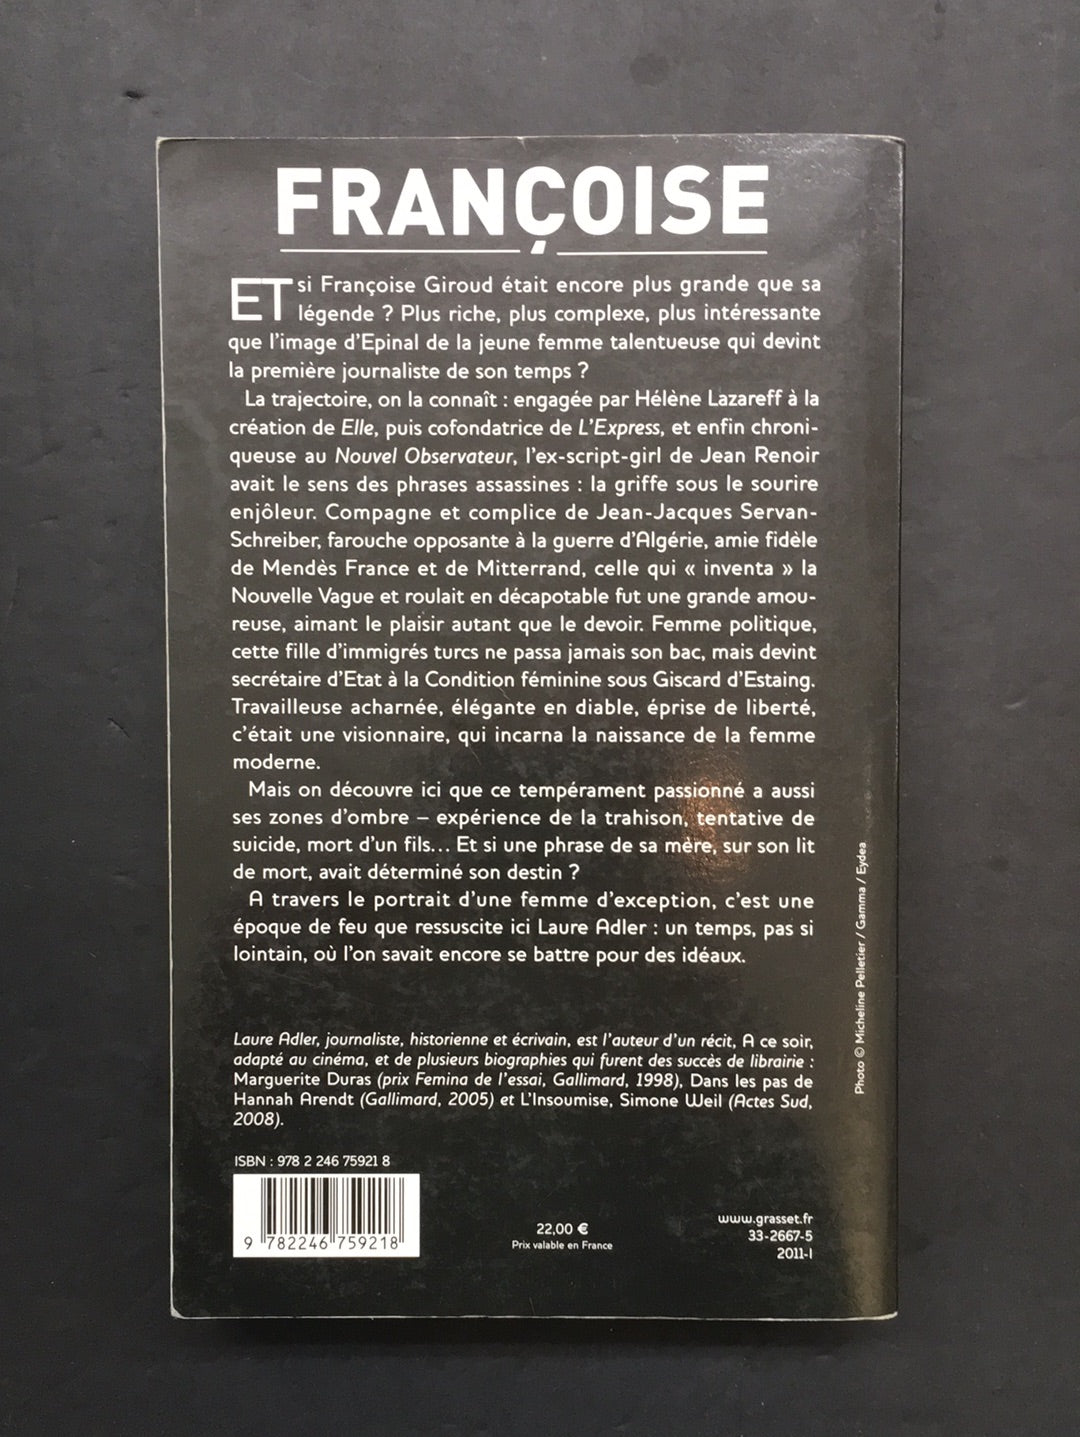 FRANÇOISE
ET si Françoise Giroud était encore plus grande que sa
légende ? Plus riche, plus complexe, plus intéressante
que l'image d'Epinal de la jeune femme talentueuse qui devint
la première journaliste de son temps ?
La trajectoire, on la connaît : engagée par Hélène Lazareff à la
création de Elle, puis cofondatrice de L'Express, et enfin chroni-
queuse au Nouvel Observateur, l'ex-script-girl de Jean Renoir
avait le sens des phrases assassines : la griffe sous le sourire
enjôleur. Compagne et complice de Jean-Jacques Servan-
Schreiber, farouche opposante à la guerre d'Algérie, amie fidèle
de Mendès France et de Mitterrand, celle qui « inventa » la
Nouvelle Vague et roulait en décapotable fut une grande amou-
reuse, aimant le plaisir autant que le devoir. Femme politique,
cette fille d'immigrés turcs ne passa jamais son bac, mais devint
secrétaire d'Etat à la Condition féminine sous Giscard d'Estaing.
Travailleuse acharnée, élégante en diable, éprise de liberté,
c'était une visionnaire, qui incarna la naissance de la femme
moderne.
Mais on découvre ici que ce tempérament passionné a aussi
ses zones d'ombre – expérience de la trahison, tentative de
suicide, mort d'un fils... Et si une phrase de sa mère, sur son lit
de mort, avait déterminé son destin ?
A travers le portrait d'une femme d'exception, c'est une
époque de feu que ressuscite ici Laure Adler : un temps, pas si
lointain, où l'on savait encore se battre pour des idéaux.
Laure Adler, journaliste, historienne et écrivain, est l'auteur d'un récit, A ce soir,
adapté au cinéma, et de plusieurs biographies qui furent des succès de librairie :
Marguerite Duras (prix Femina de l'essai, Gallimard, 1998), Dans les pas de
Hannah Arendt (Gallimard, 2005) et L'Insoumise, Simone Weil (Actes Sud,
2008).
Photo © Micheline Pelletier / Gamma / Eydea
ISBN : 978 2 246 75921 8
9 782246 759218
22,00 €
Prix valable en France
www.grasset.fr
33-2667-5
2011-I